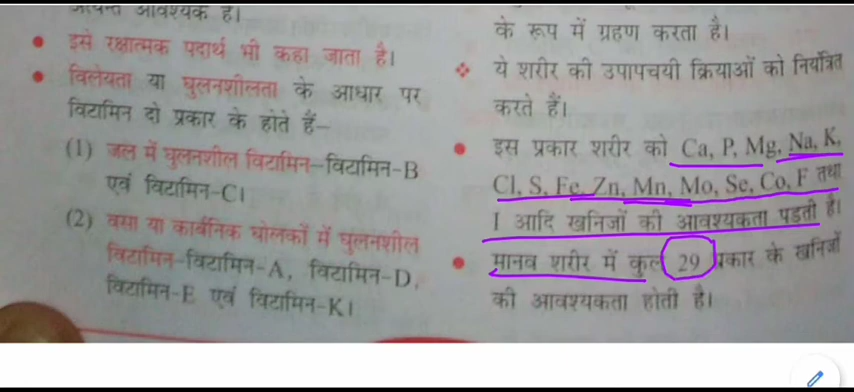 अत्यन्त आवश्यक है।
इसे रक्षात्मक पदार्थ भी कहा जाता है।
विलेयता या घुलनशीलता के आधार पर
विटामिन दो प्रकार के होते हैं–
(1) जल में घुलनशील विटामिन–विटामिन-B
एवं विटामिन-C।
(2) वसा या कार्बनिक घोलकों में घुलनशील
विटामिन–विटामिन-A, विटामिन-D,
विटामिन-E एवं विटामिन-K।
के रूप में ग्रहण करता है।
ये शरीर की उपापचयी क्रियाओं को नियंत्रित
करते हैं।
इस प्रकार शरीर को Ca, P, Mg, Na, K,
Cl, S, Fe, Zn, Mn, Mo, Se, Co, F तथा
I आदि खनिजों की आवश्यकता पड़ती है।
मानव शरीर में कुल 29 प्रकार के खनिजों
की आवश्यकता होती है।